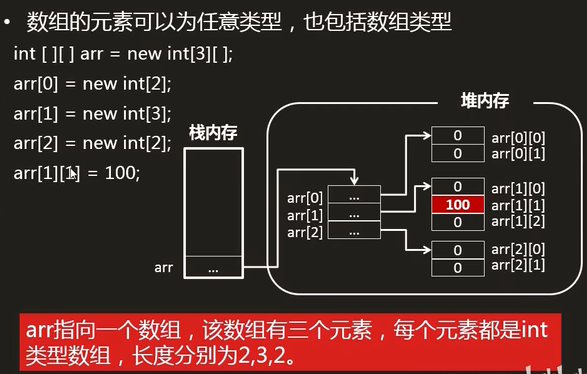 • 数组的元素可以为任意类型，也包括数组类型
int [ ][ ] arr = new int[3][ ];
arr[0] = new int[2];
arr[1] = new int[3];
arr[2] = new int[2];
arr[1][1] = 100;
栈内存
arr
...
堆内存
arr[0] ...
arr[1] ...
arr[2] ...
0 arr[0][0]
0 arr[0][1]
0 arr[1][0]
100 arr[1][1]
0 arr[1][2]
0 arr[2][0]
0 arr[2][1]
arr指向一个数组，该数组有三个元素，每个元素都是int
类型数组，长度分别为2,3,2。